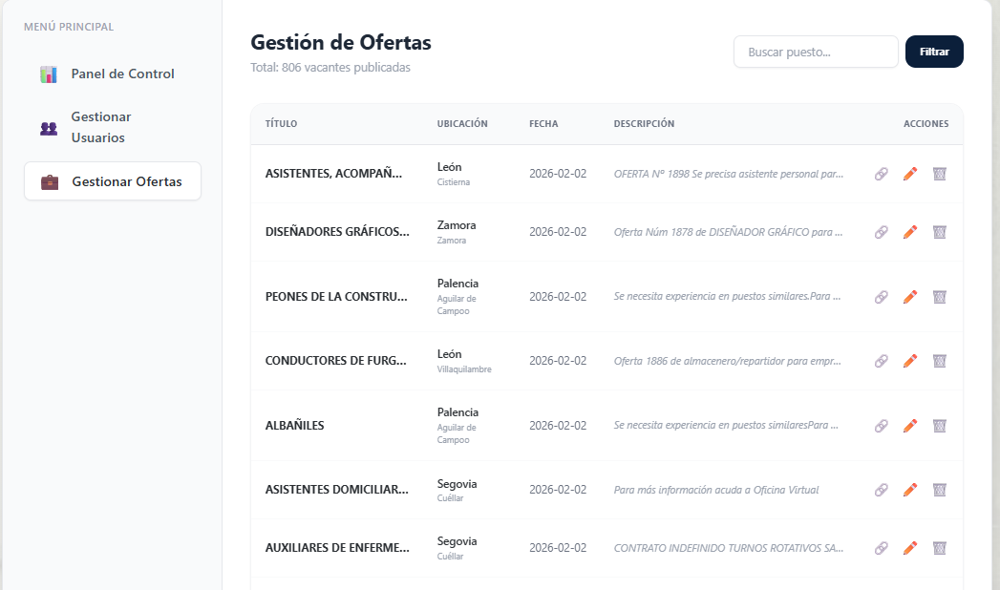 MENÚ PRINCIPAL
Panel de Control
Gestionar
Usuarios
Gestionar Ofertas
Gestión de Ofertas
Total: 806 vacantes publicadas
Buscar puesto...
Filtrar
TÍTULO UBICACIÓN FECHA DESCRIPCIÓN ACCIONES
ASISTENTES, ACOMPAÑ... León 2026-02-02 OFERTA Nº 1898 Se precisa asistente personal par...
Cistierna
DISEÑADORES GRÁFICOS... Zamora 2026-02-02 Oferta Núm 1878 de DISEÑADOR GRÁFICO para ...
Zamora
PEONES DE LA CONSTRU... Palencia 2026-02-02 Se necesita experiencia en puestos similares.Para ...
Aguilar de
Campoo
CONDUCTORES DE FURG... León 2026-02-02 Oferta 1886 de almacenero/repartidor para empr...
Villaquilambre
ALBAÑILES Palencia 2026-02-02 Se necesita experiencia en puestos similaresPara ...
Aguilar de
Campoo
ASISTENTES DOMICILIAR... Segovia 2026-02-02 Para más información acuda a Oficina Virtual
Cuéllar
AUXILIARES DE ENFERME... Segovia 2026-02-02 CONTRATO INDEFINIDO TURNOS ROTATIVOS SA...
Cuéllar